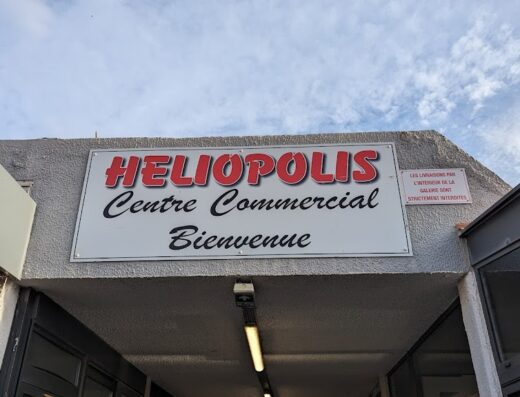 HELIOPOLIS
Centre Commercial
Bienvenue
LES LIVRAISONS PAR
L'INTERIEUR DE LA
GALERIE SONT
STRICTEMENT INTERDITES